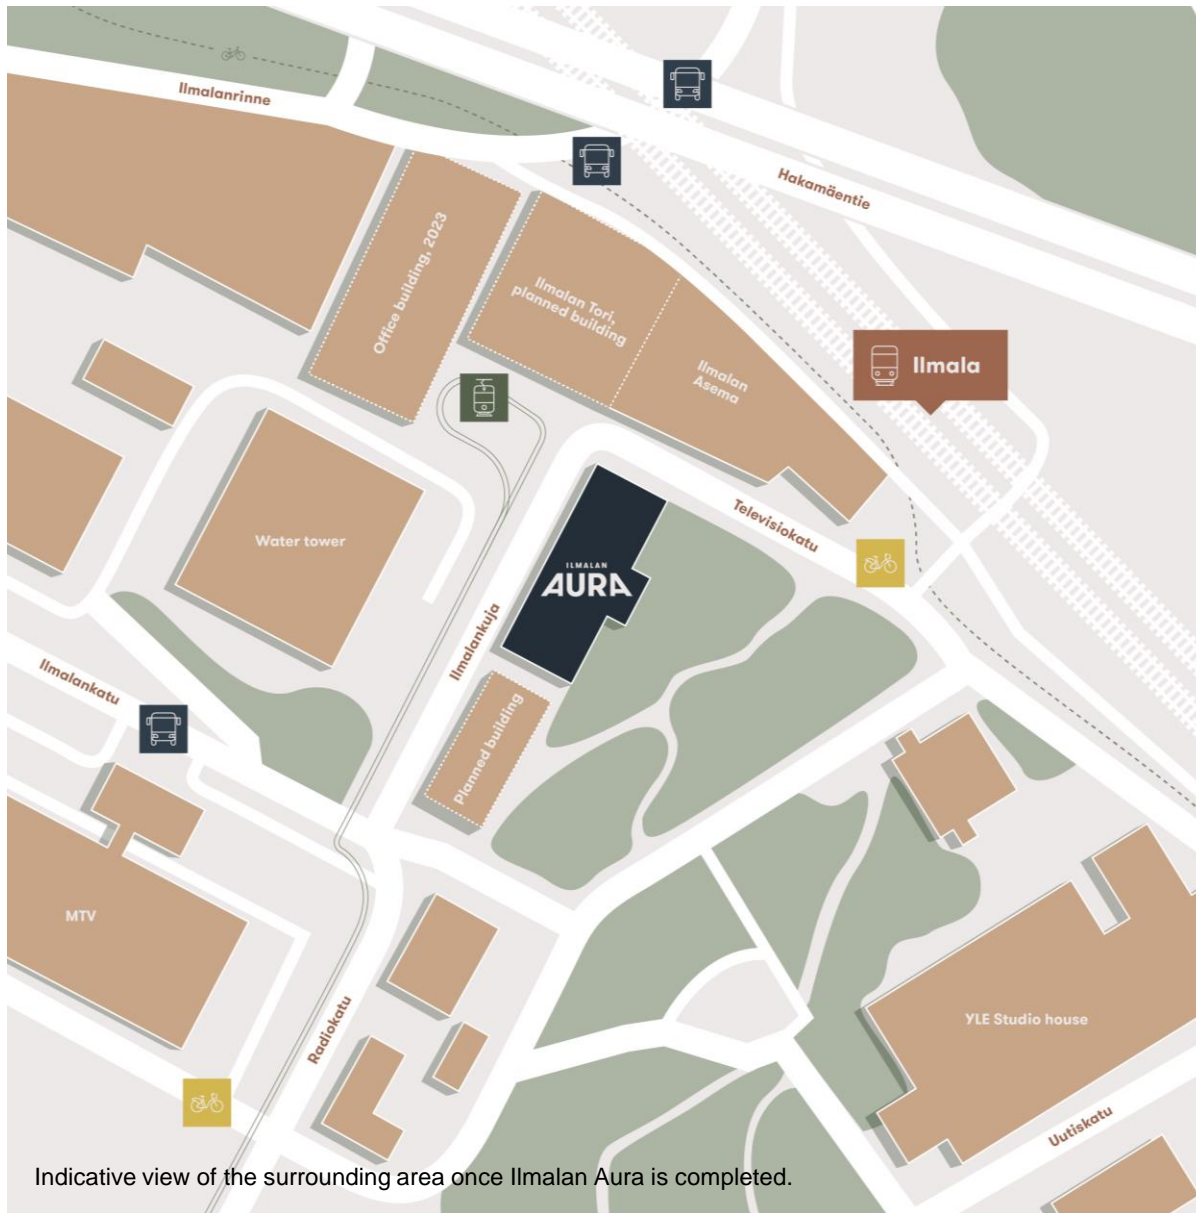 Ilmalanrinne
Hakamäentie
Office building, 2023
Ilmalan Tori,
planned building
Ilmalan
Asema
Ilmala
Televisiokatu
Water tower
ILMALAN
AURA
Ilmalankuja
Ilmalankatu
Planned building
MTV
Radiokatu
YLE Studio house
Uutiskatu
Indicative view of the surrounding area once Ilmalan Aura is completed.